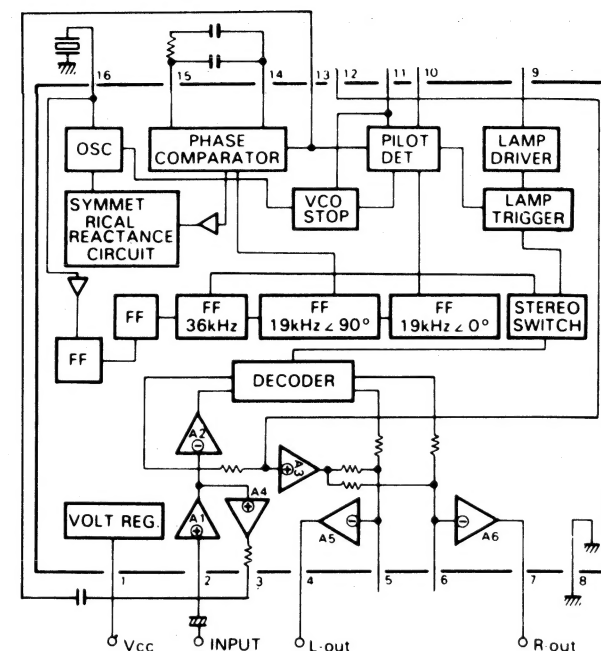 16 15 14 13 12 11 10 9
OSC
PHASE
COMPARATOR
PILOT
DET
LAMP
DRIVER
SYMMET
RICAL
REACTANCE
CIRCUIT
VCO
STOP
LAMP
TRIGGER
FF
FF
36kHz
FF
19kHz∠90°
FF
19kHz∠0°
STEREO
SWITCH
FF
DECODER
A2
⊖
⊕
A3
A4
⊕
VOLT REG.
A1
⊕
A5
⊖
⊖
A6
1 2 3 4 5 6 7 8
Vcc
INPUT
L·out
R·out